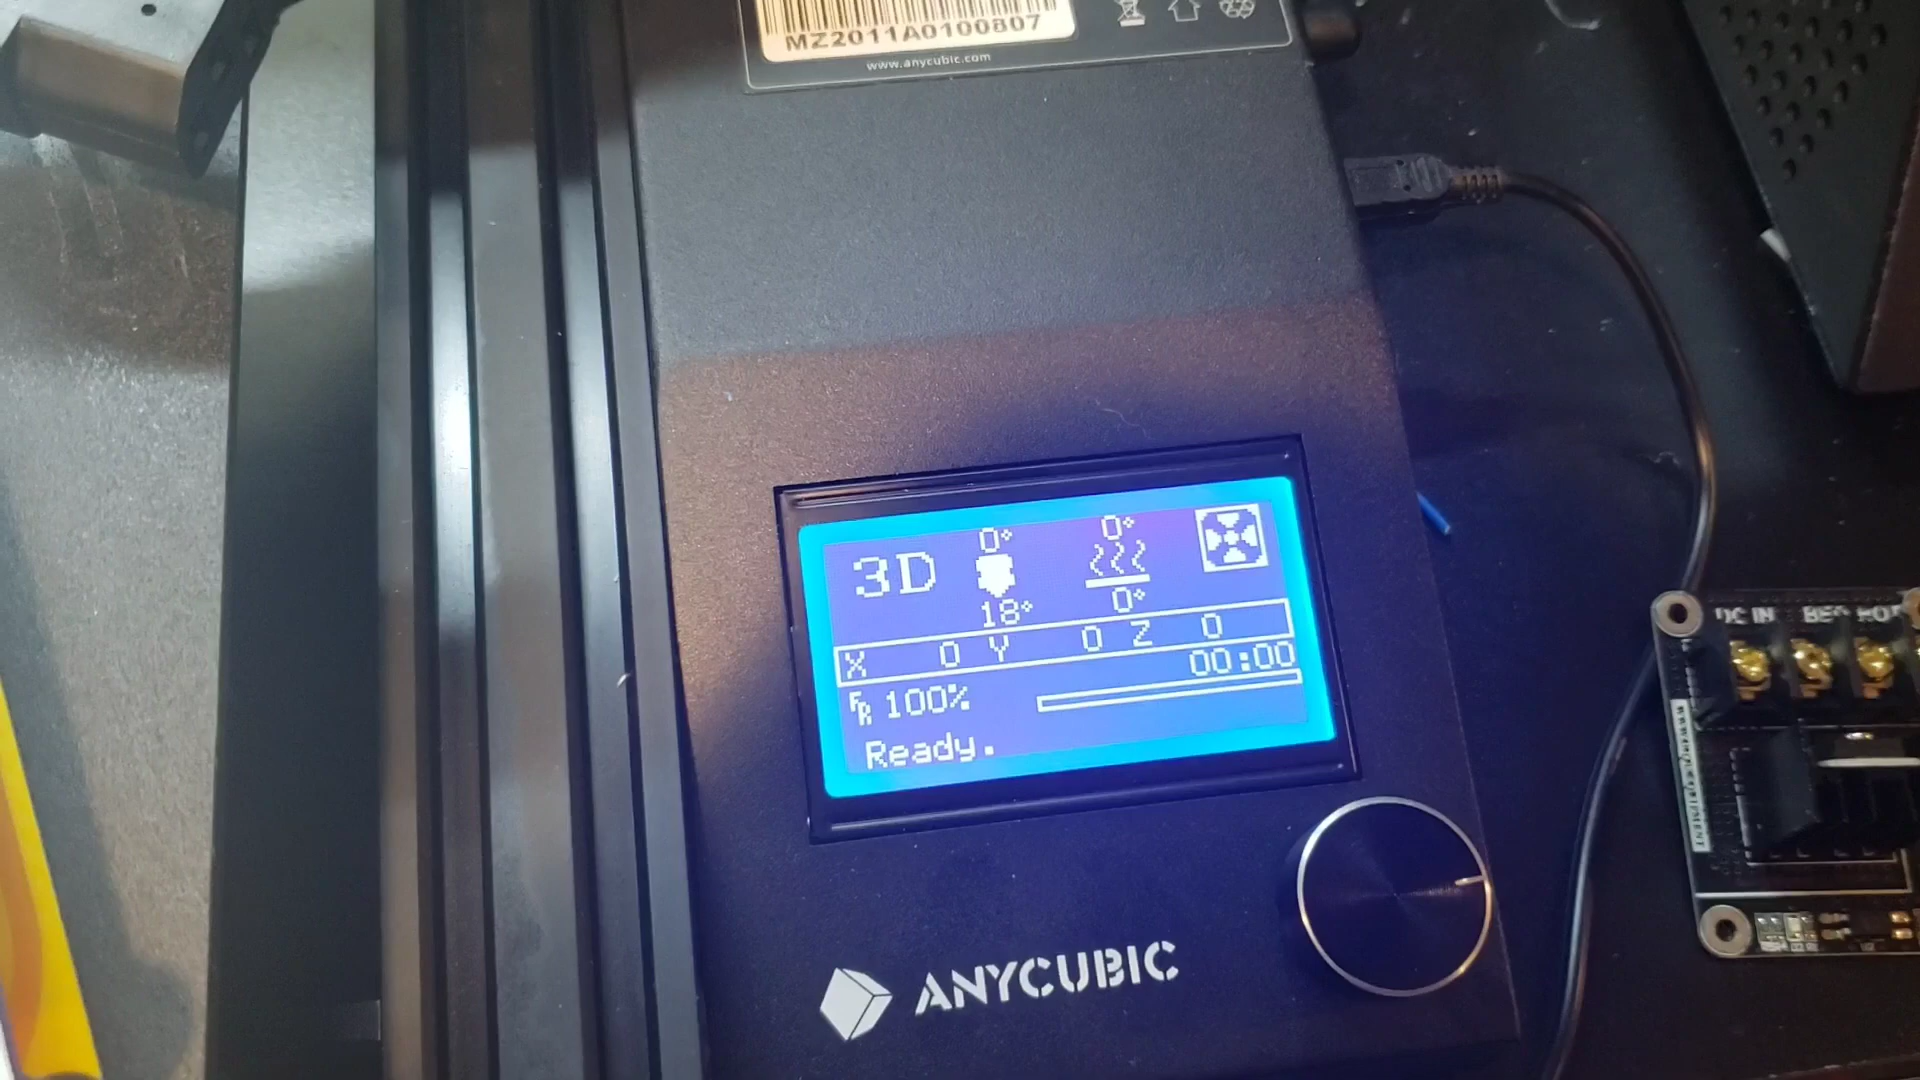 MZ2011A0100807
www.anycubic.com
0° 0°
3D
18° 0°
X 0 Y 0 Z 0
00:00
FR 100%
Ready.
ANYCUBIC
DC IN BED